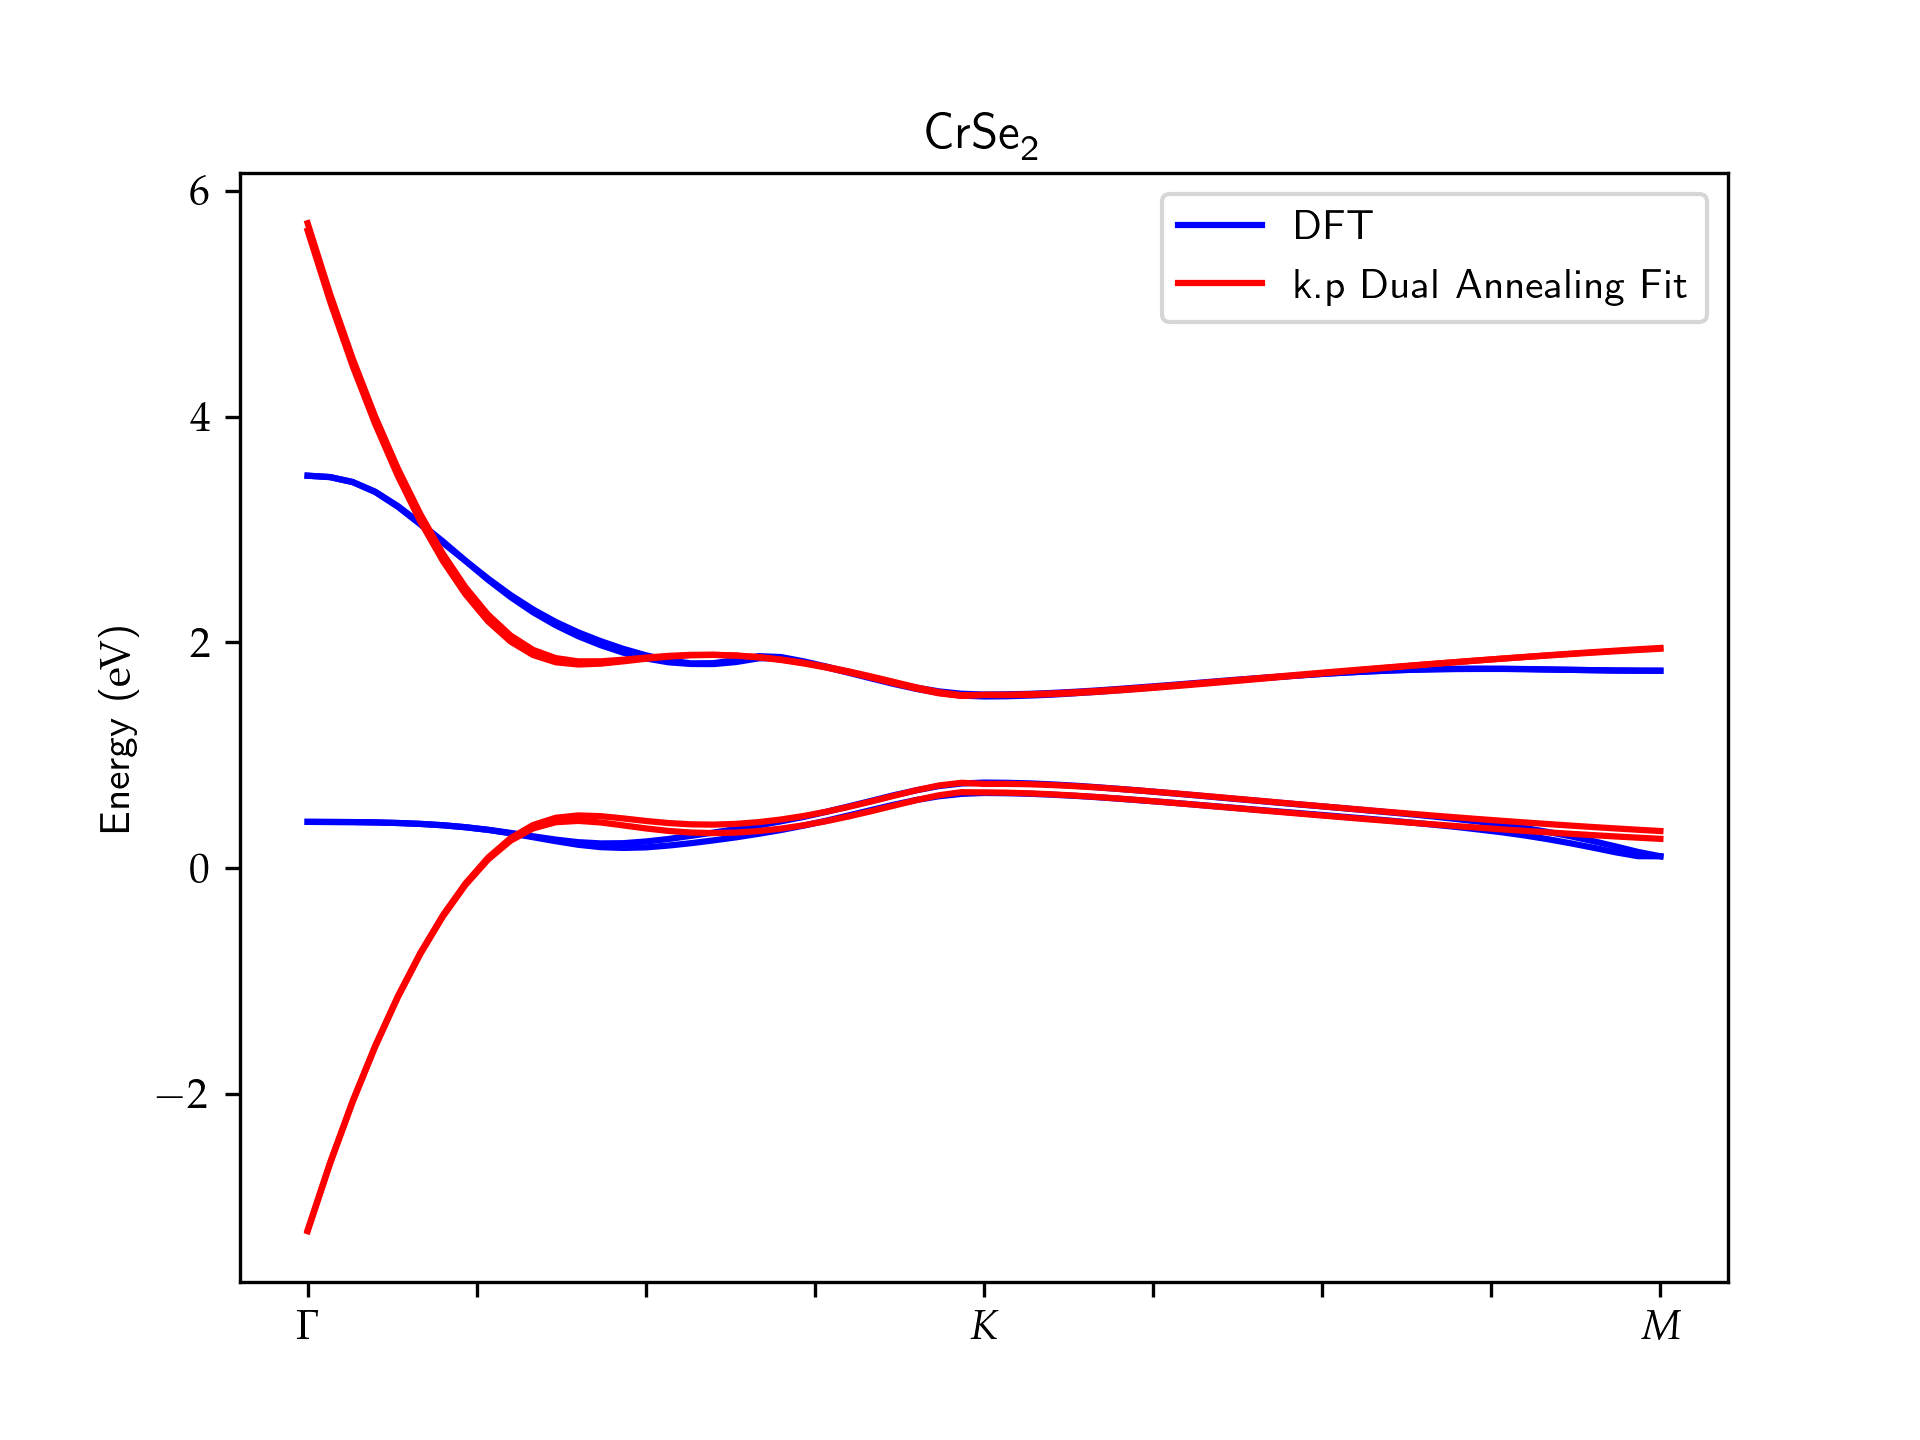 CrSe₂
DFT
k.p Dual Annealing Fit
Energy (eV)
6
4
2
0
−2
Γ K M